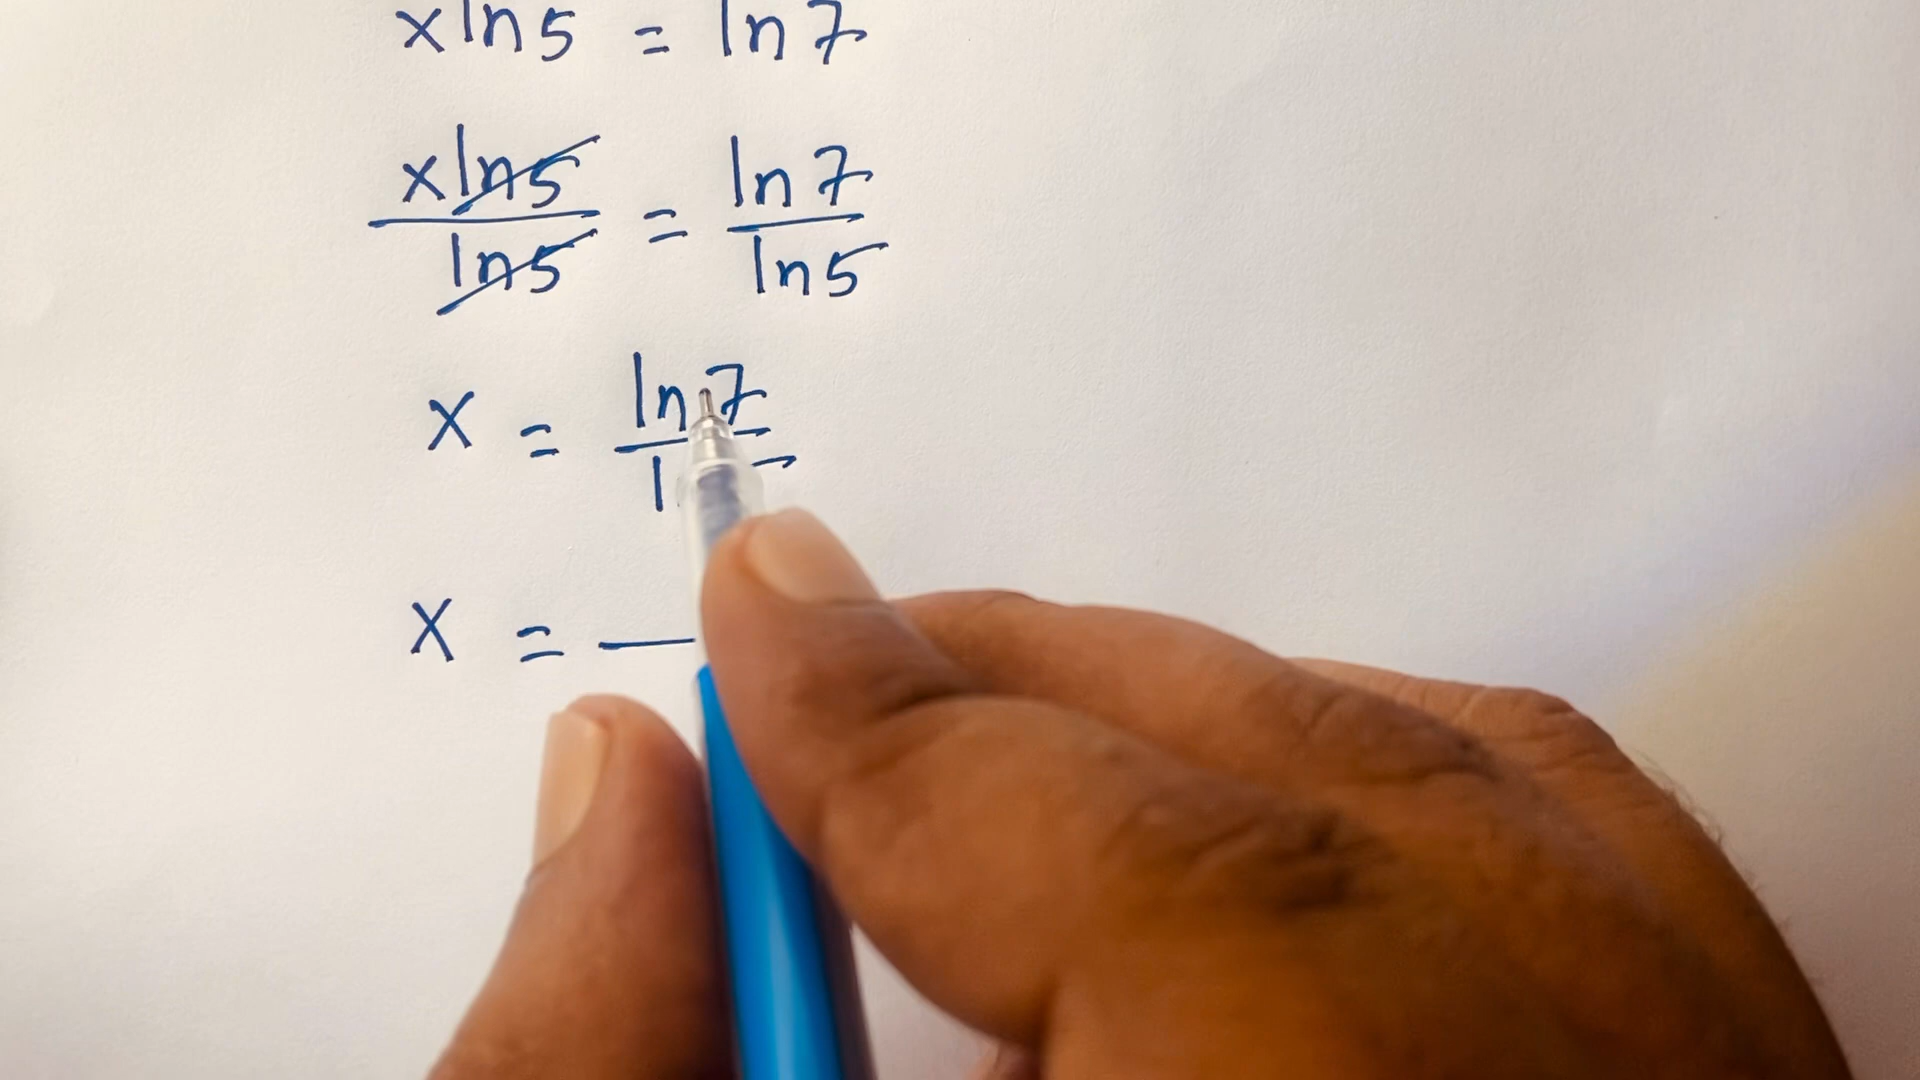 xln5 = ln7
xln5/ln5 = ln7/ln5
x = ln7/l
x =